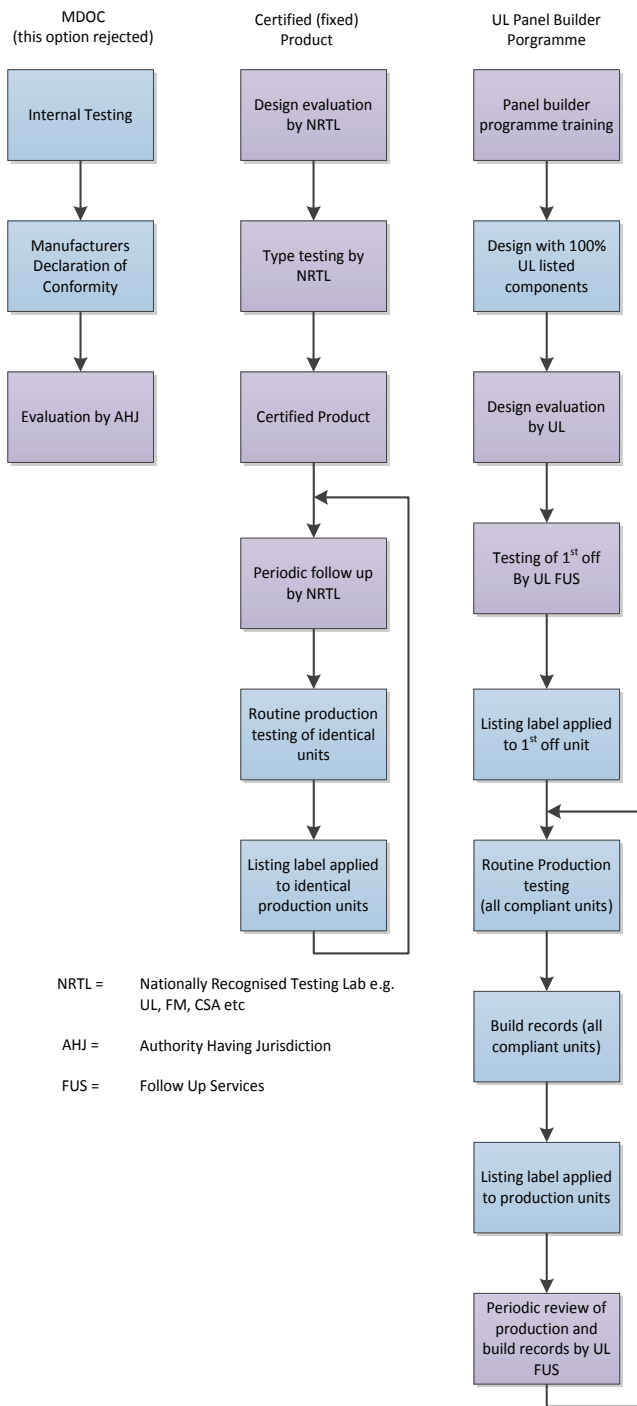 MDOC
(this option rejected)
Internal Testing
Manufacturers
Declaration of
Conformity
Evaluation by AHJ
Certified (fixed)
Product
Design evaluation
by NRTL
Type testing by
NRTL
Certified Product
Periodic follow up
by NRTL
Routine production
testing of identical
units
Listing label applied
to identical
production units
UL Panel Builder
Porgramme
Panel builder
programme training
Design with 100%
UL listed
components
Design evaluation
by UL
Testing of 1st off
By UL FUS
Listing label applied
to 1st off unit
Routine Production
testing
(all compliant units)
Build records (all
compliant units)
Listing label applied
to production units
Periodic review of
production and
build records by UL
FUS
NRTL = Nationally Recognised Testing Lab e.g.
UL, FM, CSA etc
AHJ = Authority Having Jurisdiction
FUS = Follow Up Services